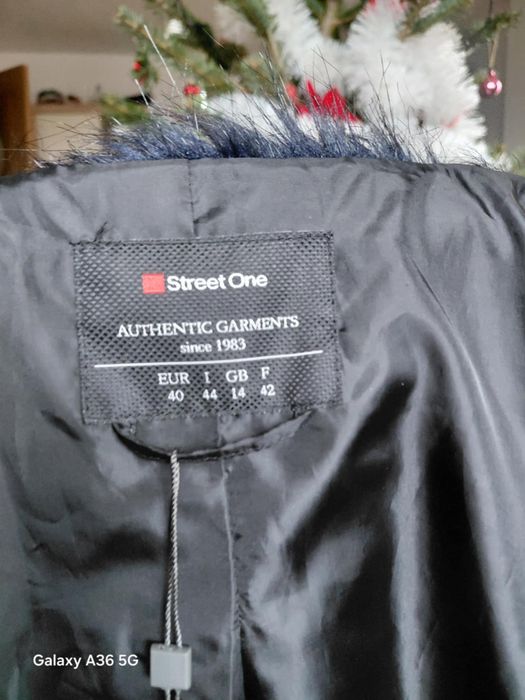 Street One
AUTHENTIC GARMENTS
since 1983
EUR I GB F
40 44 14 42
Galaxy A36 5G